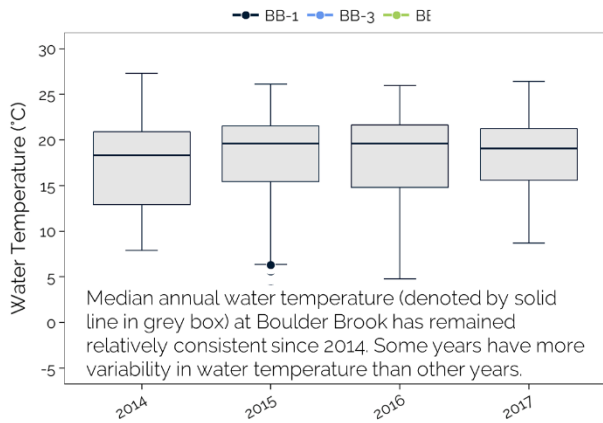 BB-1 BB-3
30
25
20
15
10
5
0
-5
Water Temperature (°C)
Median annual water temperature (denoted by solid
line in grey box) at Boulder Brook has remained
relatively consistent since 2014. Some years have more
variability in water temperature than other years.
2014 2015 2016 2017